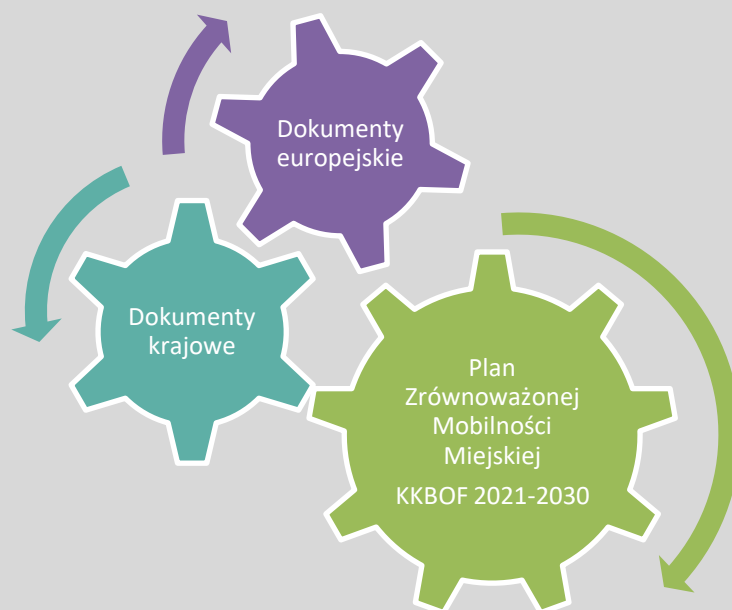 Dokumenty
europejskie
Dokumenty
krajowe
Plan
Zrównoważonej
Mobilności
Miejskiej
KKBOF 2021-2030